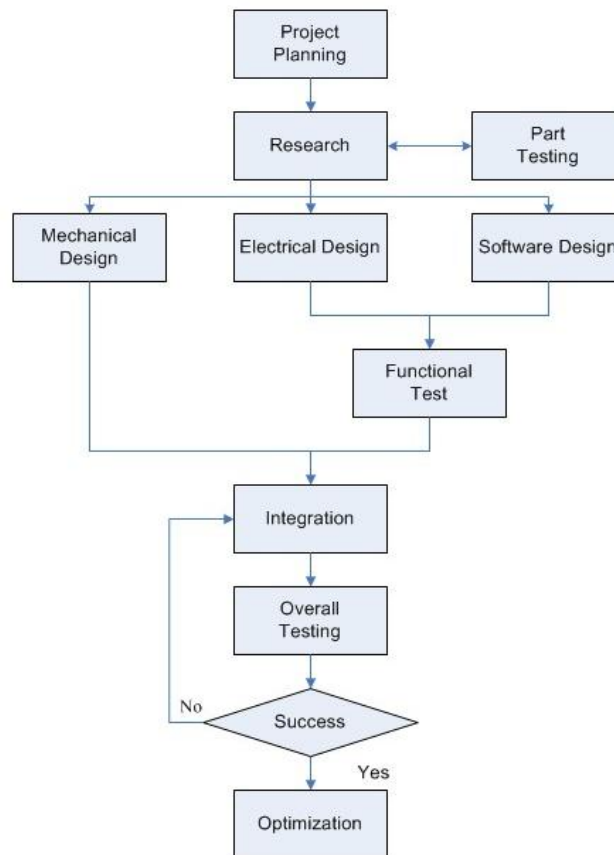 Project
Planning
Research
Part
Testing
Mechanical
Design
Electrical Design
Software Design
Functional
Test
Integration
Overall
Testing
No
Success
Yes
Optimization